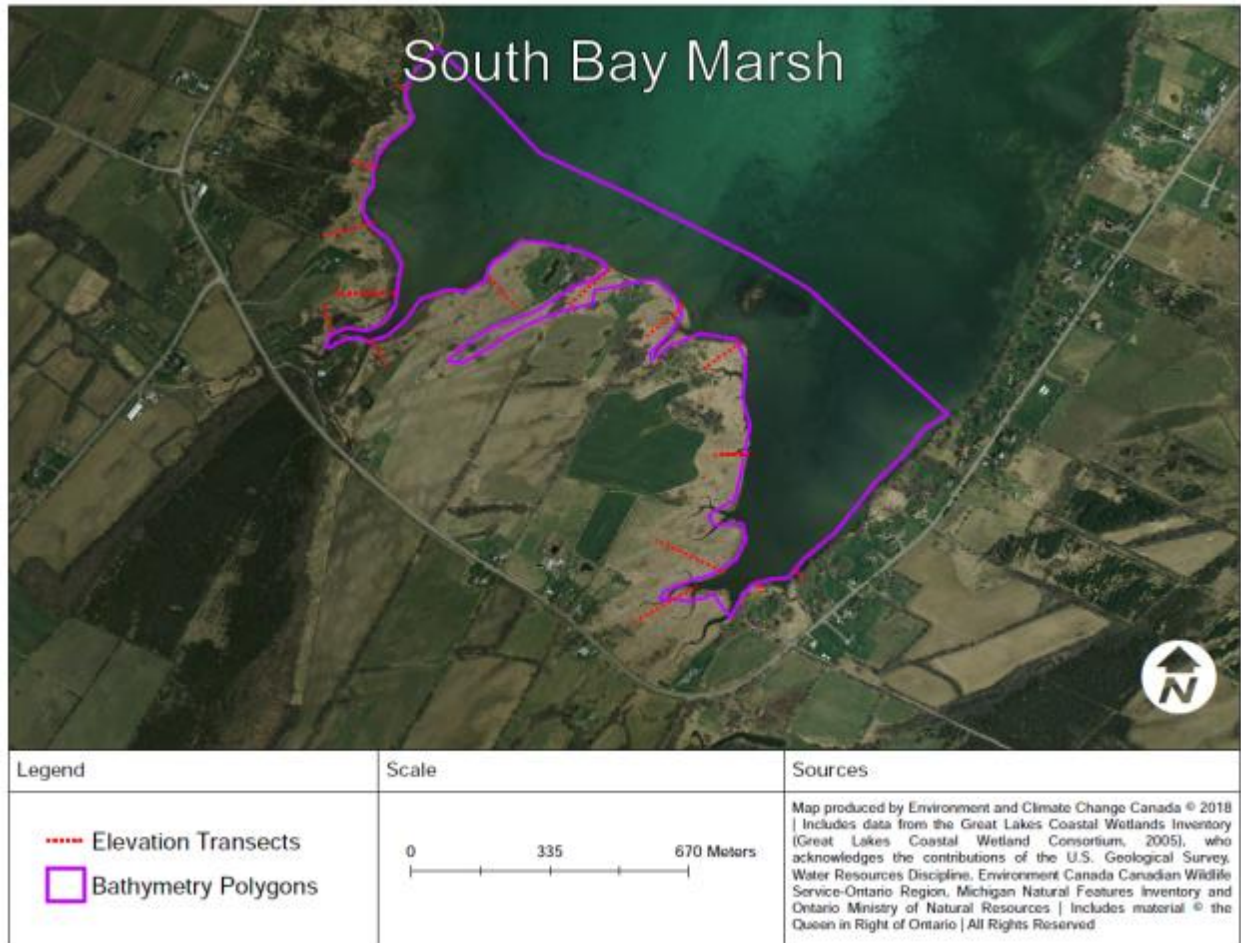 South Bay Marsh
N
Legend
Elevation Transects
Bathymetry Polygons
Scale
0 335 670 Meters
Sources
Map produced by Environment and Climate Change Canada © 2018
| Includes data from the Great Lakes Coastal Wetlands Inventory
(Great Lakes Coastal Wetland Consortium, 2005), who
acknowledges the contributions of the U.S. Geological Survey,
Water Resources Discipline, Environment Canada Canadian Wildlife
Service-Ontario Region, Michigan Natural Features Inventory and
Ontario Ministry of Natural Resources | Includes material © the
Queen in Right of Ontario | All Rights Reserved